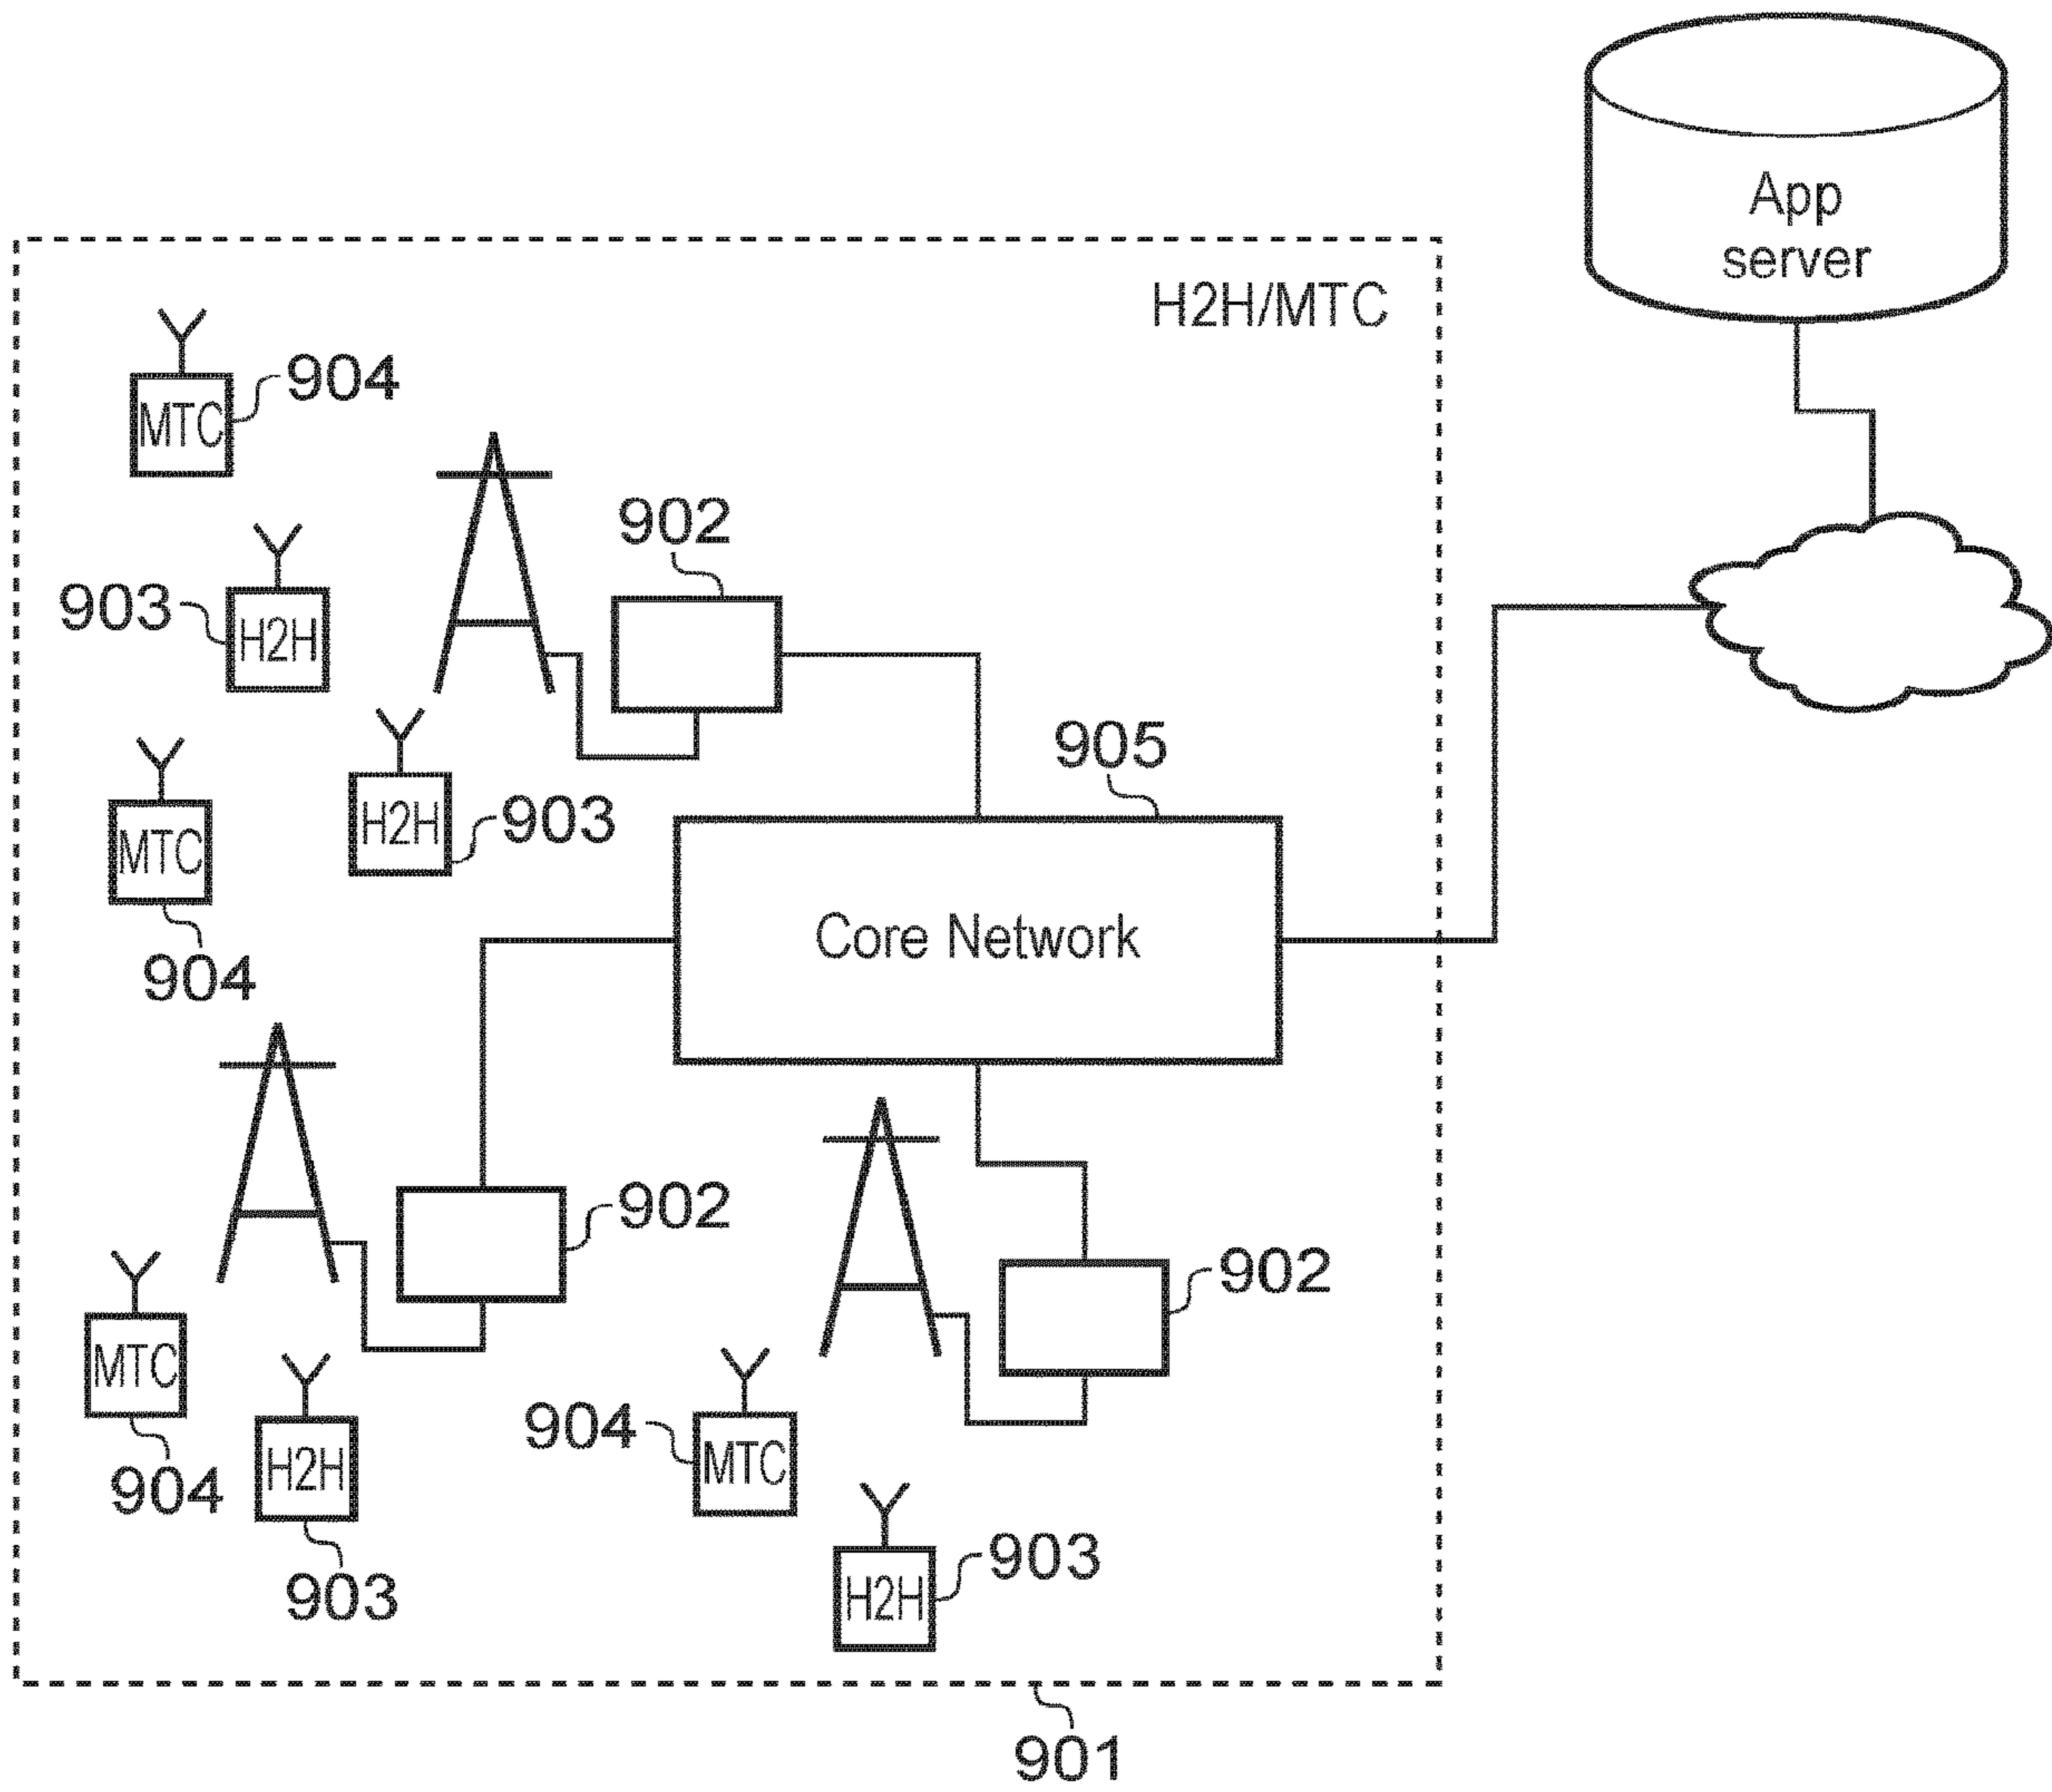 App
server
H2H/MTC
904
MTC
902
903
H2H
905
H2H
903
MTC
Core Network
904
902
902
MTC
904
MTC
904
H2H
903
903
H2H
901